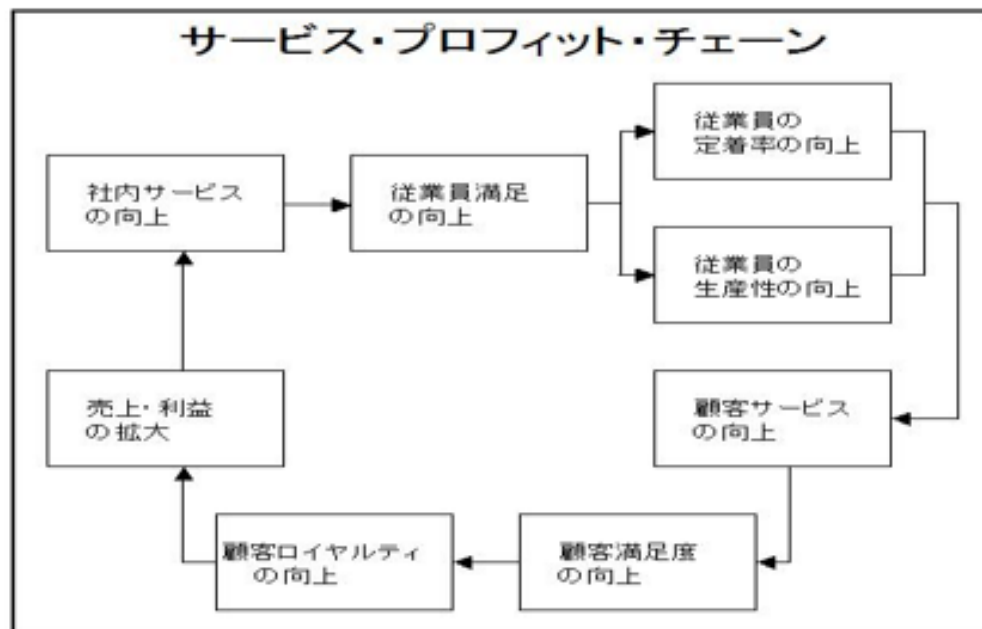 サービス・プロフィット・チェーン
社内サービス
の向上
従業員満足
の向上
従業員の
定着率の向上
従業員の
生産性の向上
顧客サービス
の向上
顧客満足度
の向上
顧客ロイヤルティ
の向上
売上・利益
の拡大